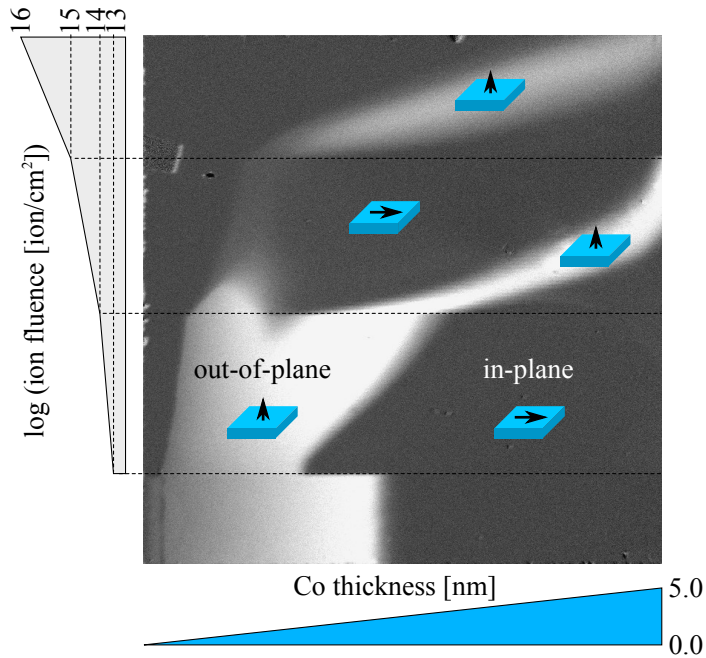 16
15
14
13
log (ion fluence [ion/cm²]
out-of-plane
in-plane
Co thickness [nm]
5.0
0.0